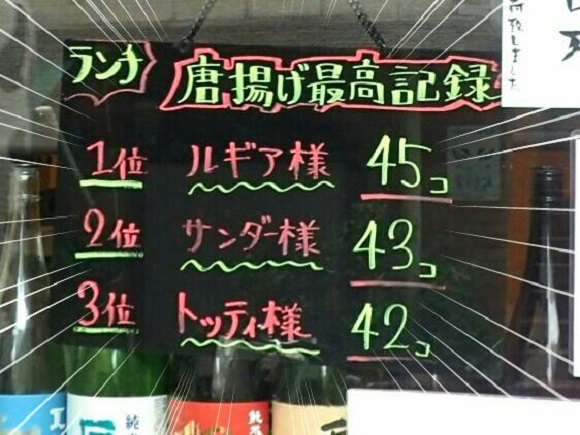 ランチ
唐揚げ最高記録
1位 ルギア様 45コ
2位 サンダー様 43コ
3位 トッティ様 42コ